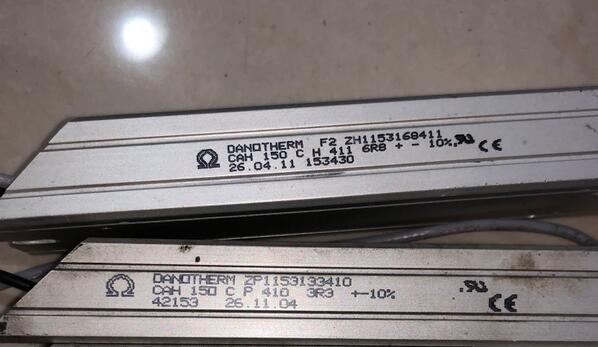 DANOTHERM F2 ZH1153168411
CAH 150 C H 411 6R8 + - 10%
26.04.11 153430
DANOTHERM ZP1153133410
CAH 150 C P 410 3R3 +-10%
42153 26.11.04